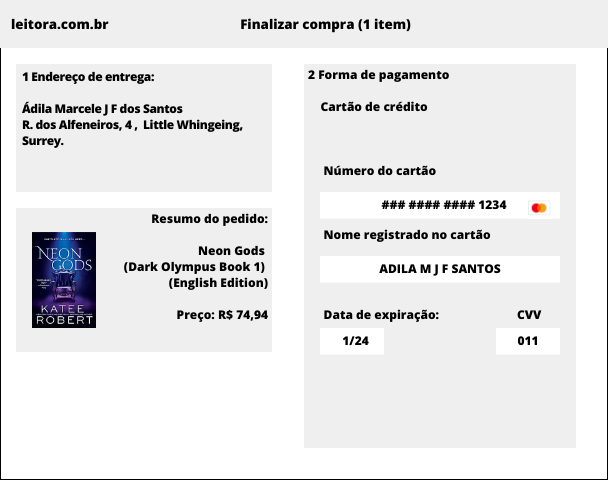 leitora.com.br
Finalizar compra (1 item)
1 Endereço de entrega:
Ádila Marcele J F dos Santos
R. dos Alfeneiros, 4 , Little Whingeing,
Surrey.
Resumo do pedido:
Neon Gods
(Dark Olympus Book 1)
(English Edition)
Preço: R$ 74,94
NEON
GODS
KATEE
ROBERT
2 Forma de pagamento
Cartão de crédito
Número do cartão
### #### #### 1234
Nome registrado no cartão
ADILA M J F SANTOS
Data de expiração:
CVV
1/24
011